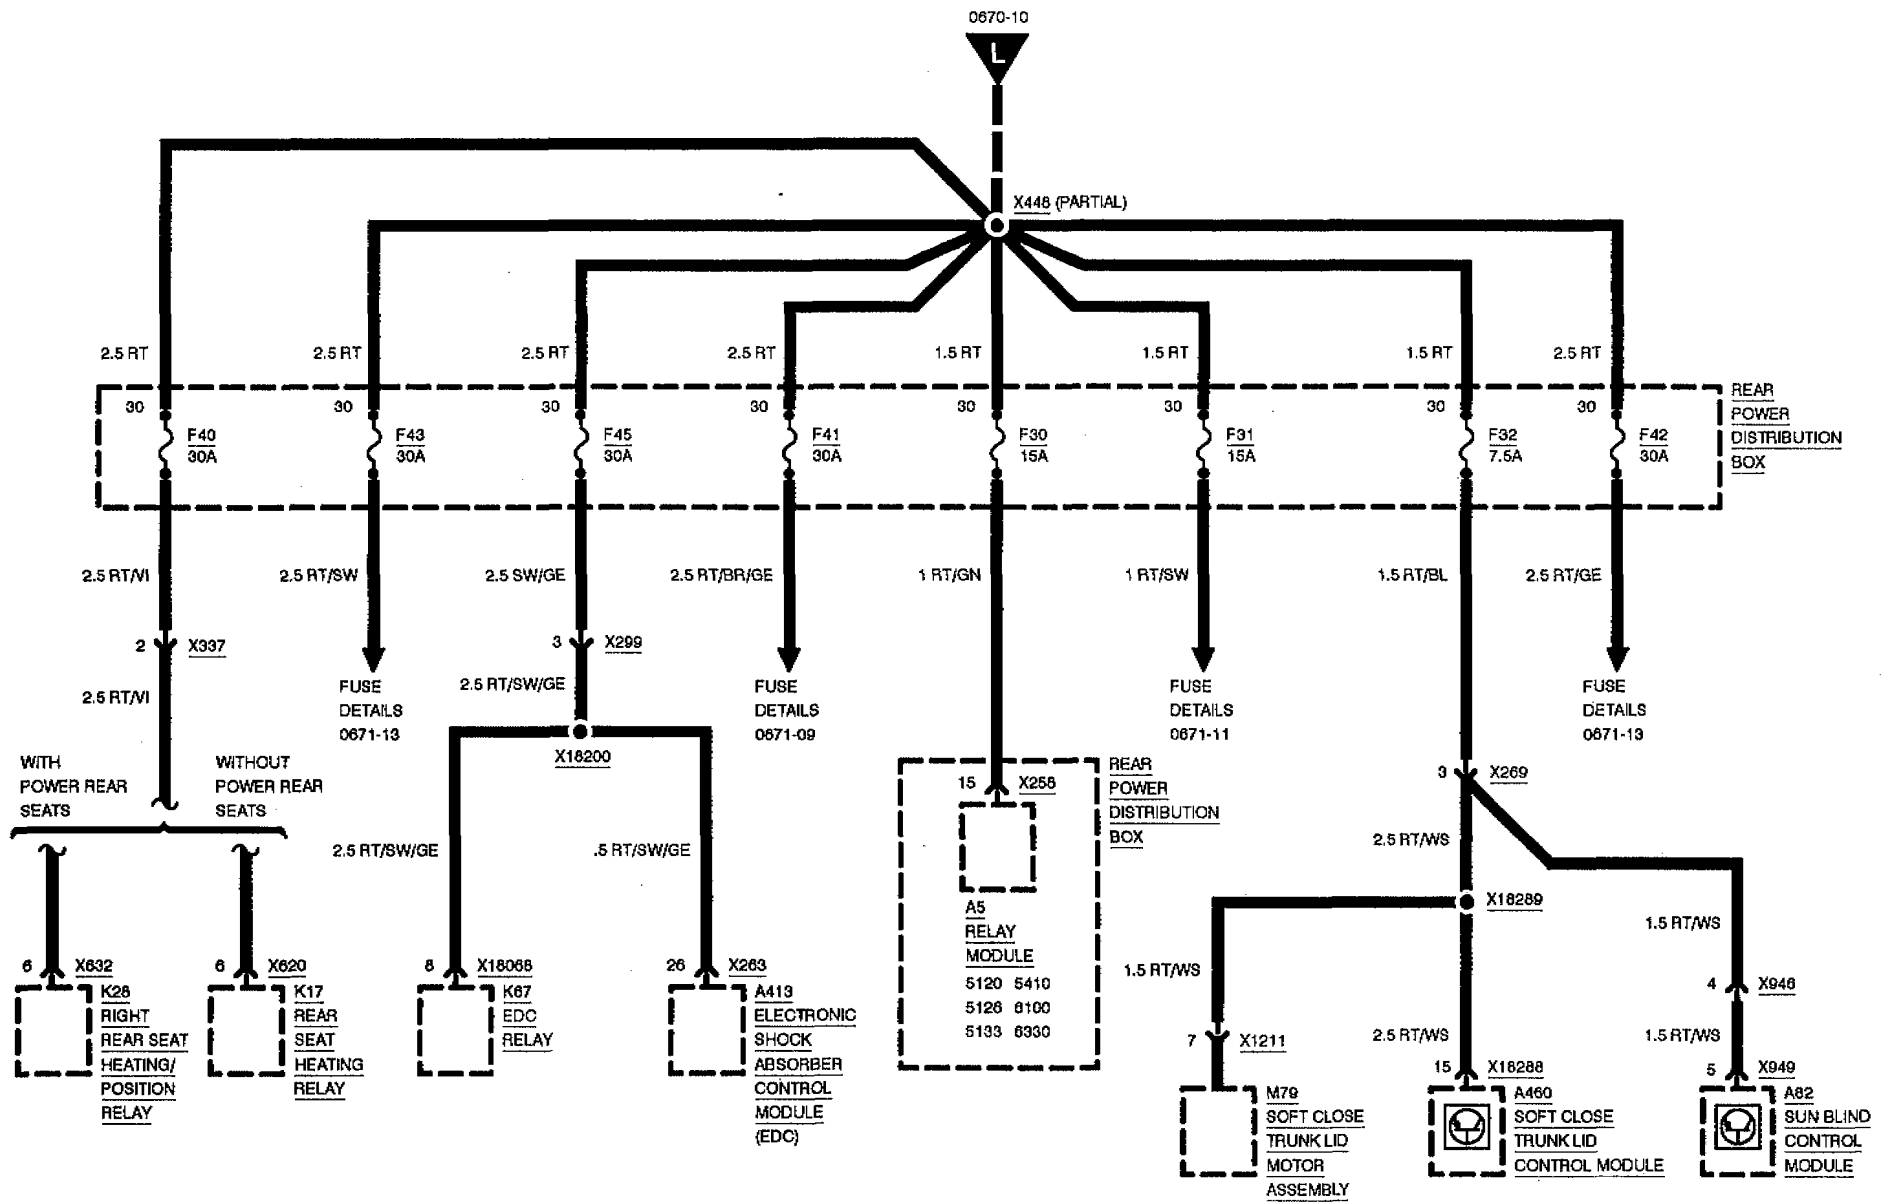 0670-10
L
X448 (PARTIAL)
2.5 RT
2.5 RT
2.5 RT
2.5 RT
1.5 RT
1.5 RT
1.5 RT
2.5 RT
30
30
30
30
30
30
30
30
F40
30A
F43
30A
F45
30A
F41
30A
F30
15A
F31
15A
F32
7.5A
F42
30A
REAR
POWER
DISTRIBUTION
BOX
2.5 RT/VI
2.5 RT/SW
2.5 SW/GE
2.5 RT/BR/GE
1 RT/GN
1 RT/SW
1.5 RT/BL
2.5 RT/GE
2
X337
3
X299
2.5 RT/VI
2.5 RT/SW/GE
FUSE
DETAILS
0671-13
FUSE
DETAILS
0671-09
FUSE
DETAILS
0671-11
FUSE
DETAILS
0671-13
X18200
WITH
POWER REAR
SEATS
WITHOUT
POWER REAR
SEATS
15
X258
REAR
POWER
DISTRIBUTION
BOX
3
X269
2.5 RT/SW/GE
.5 RT/SW/GE
2.5 RT/WS
X18289
1.5 RT/WS
1.5 RT/WS
A5
RELAY
MODULE
5120 5410
5126 6100
5133 6330
6
X632
6
X620
8
X18068
26
X263
4
X946
K28
RIGHT
REAR SEAT
HEATING/
POSITION
RELAY
K17
REAR
SEAT
HEATING
RELAY
K67
EDC
RELAY
A413
ELECTRONIC
SHOCK
ABSORBER
CONTROL
MODULE
(EDC)
7
X1211
2.5 RT/WS
1.5 RT/WS
15
X18288
5
X949
M79
SOFT CLOSE
TRUNK LID
MOTOR
ASSEMBLY
A460
SOFT CLOSE
TRUNK LID
CONTROL MODULE
A82
SUN BLIND
CONTROL
MODULE